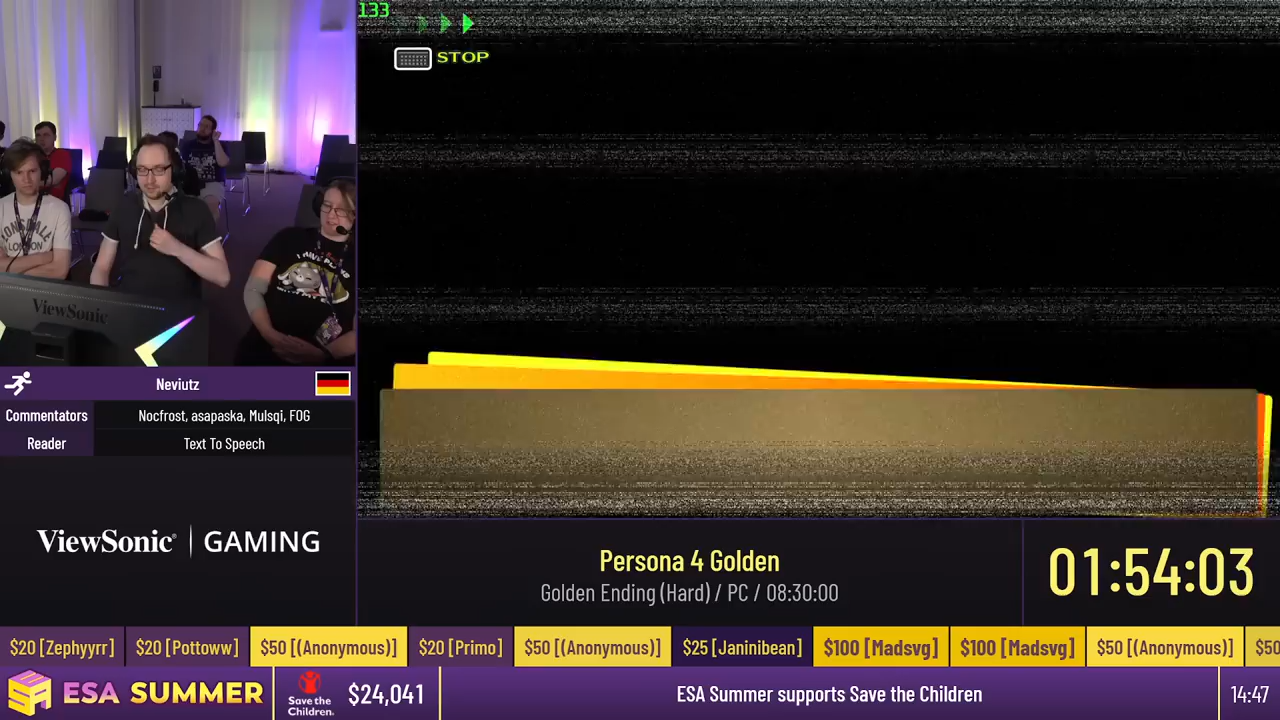 133
STOP
ViewSonic
Neviutz
Commentators
Nocfrost, asapaska, Mulsqi, FOG
Reader
Text To Speech
ViewSonic | GAMING
Persona 4 Golden
Golden Ending (Hard) / PC / 08:30:00
01:54:03
$20 [Zephyyrr]
$20 [Pottoww]
$50 [(Anonymous)]
$20 [Primo]
$50 [(Anonymous)]
$25 [Janinibean]
$100 [Madsvg]
$100 [Madsvg]
$50 [(Anonymous)]
$50
ESA SUMMER
Save the
Children.
$24,041
ESA Summer supports Save the Children
14:47